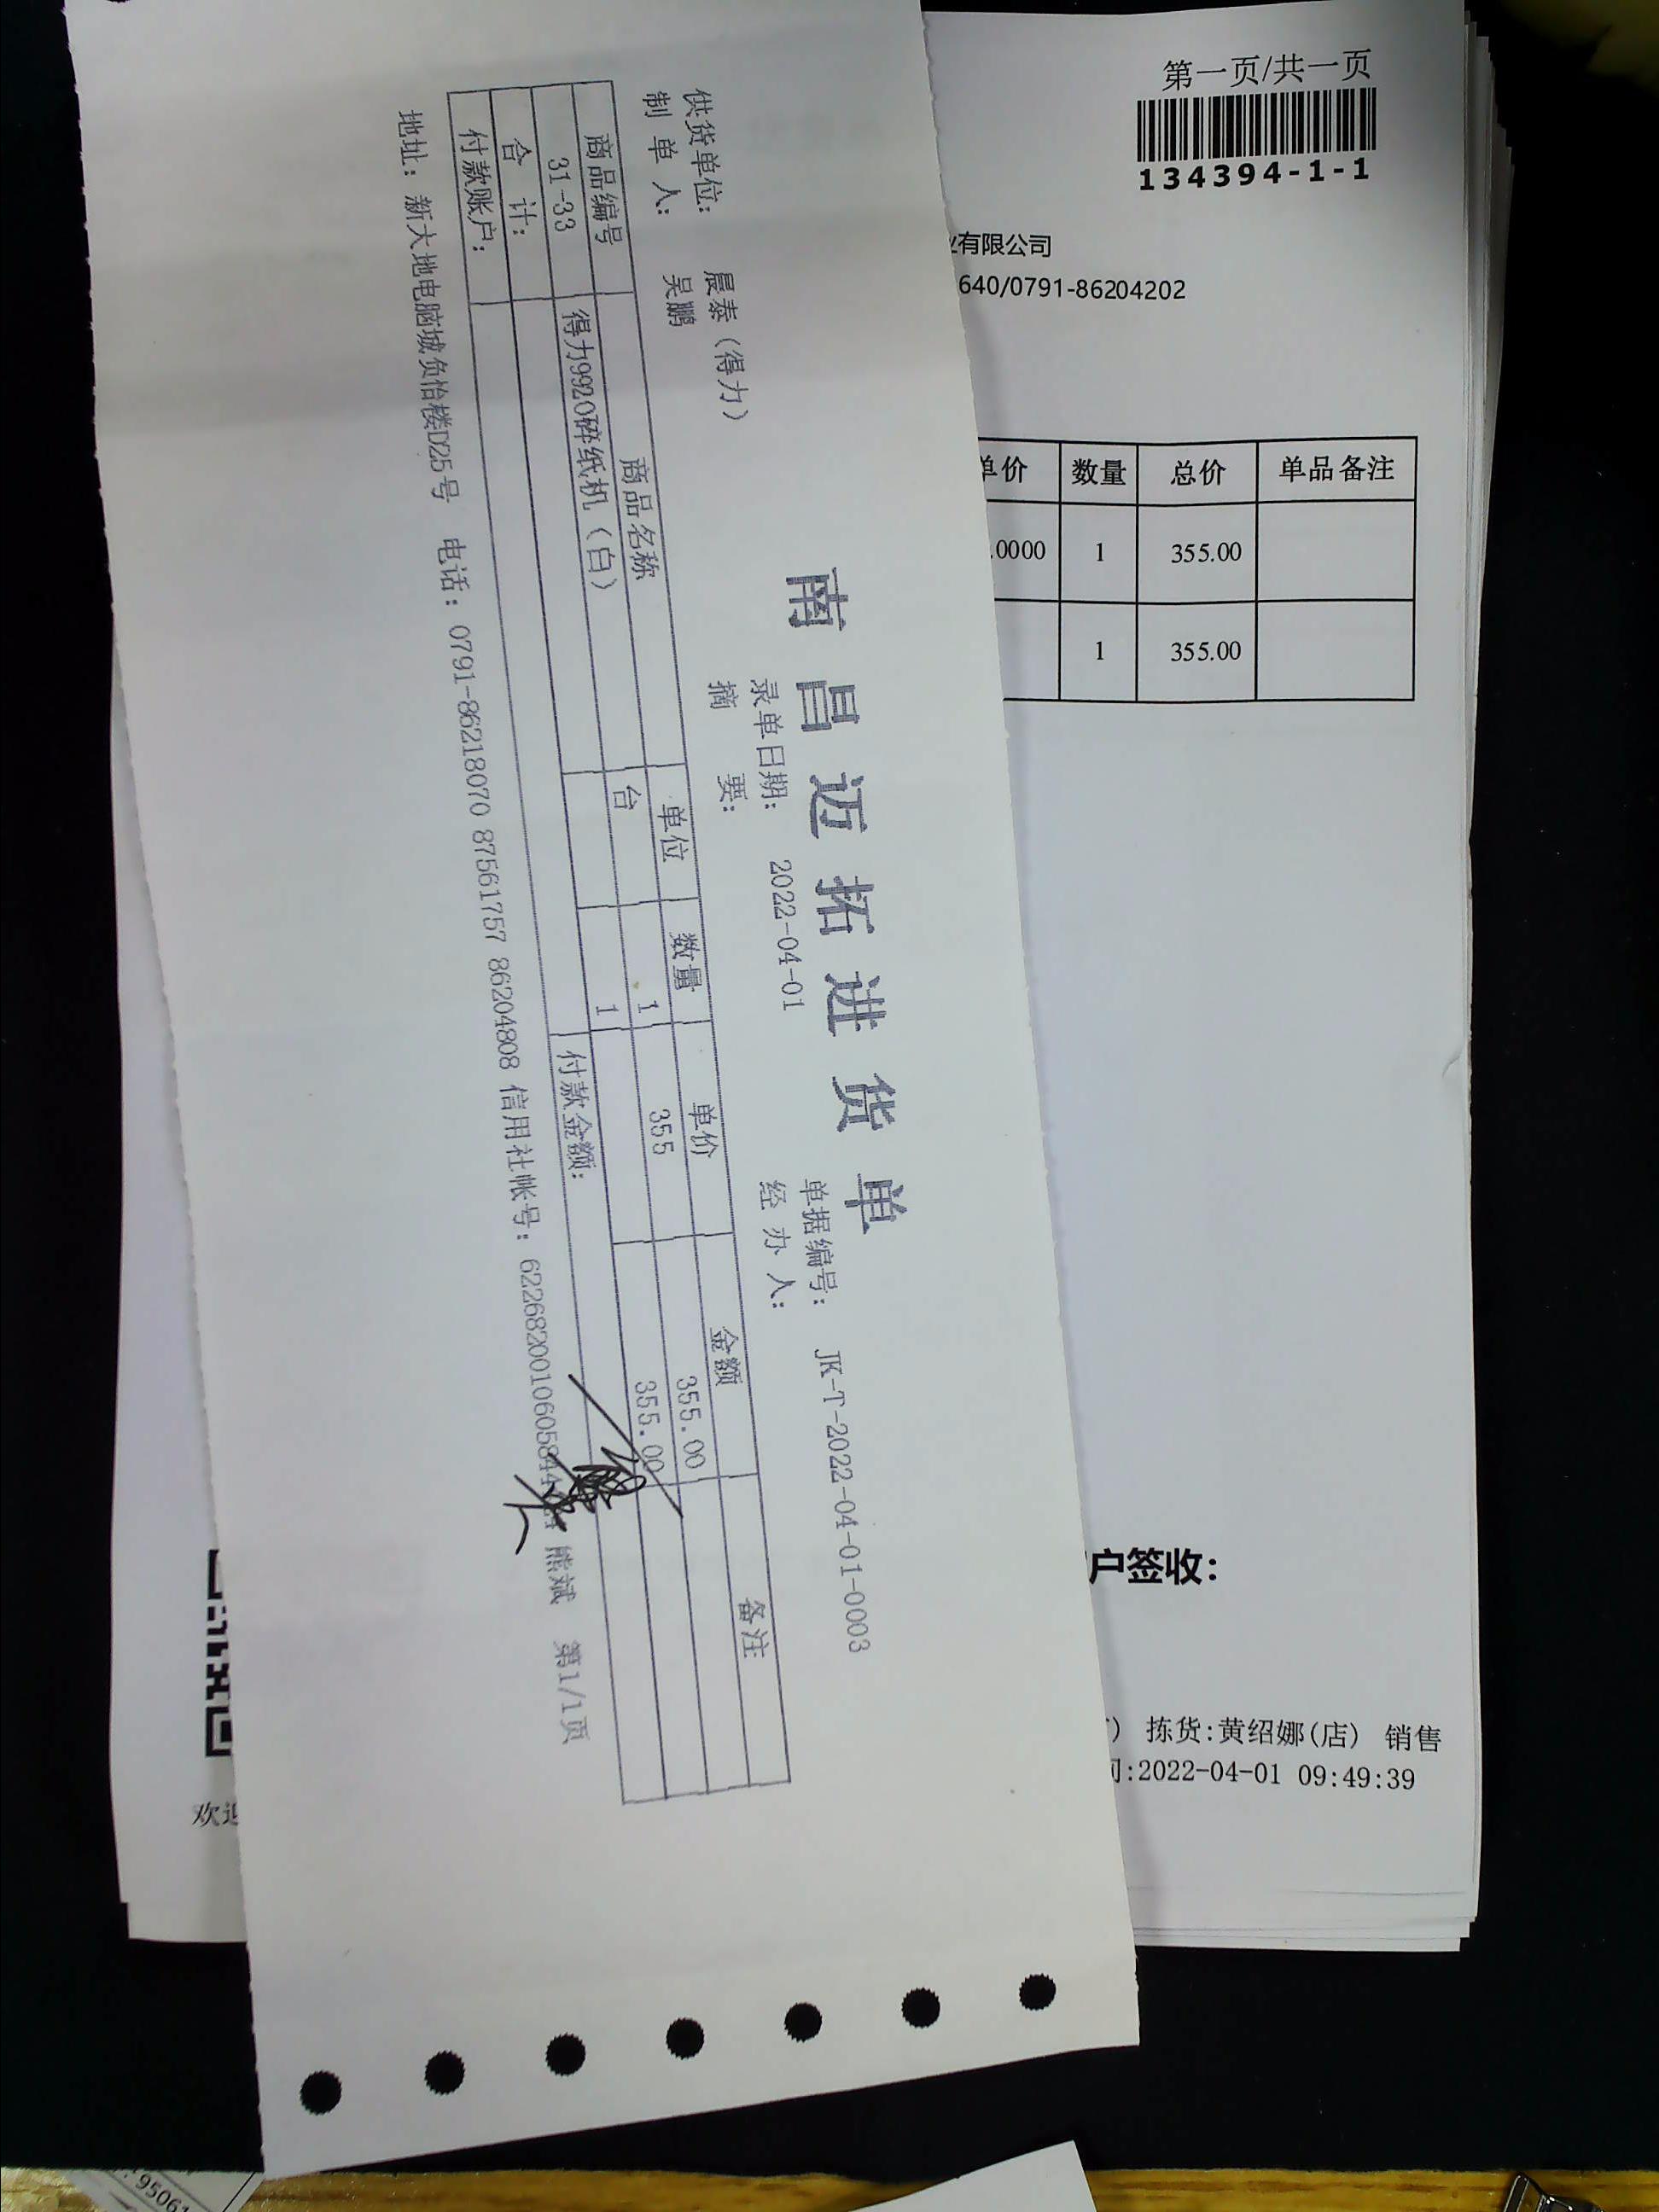 南昌迈拓进货单
供货单位： 晨泰（得力） 录单日期： 2022-04-01 单据编号： JK-T-2022-04-01-0003
制 单 人： 吴鹏 摘 要： 经 办 人：
商品编号 商品名称 单位 数量 单价 金额 备注
31-33 得力9920碎纸机（白） 台 1 355 355.00
合 计： 1 355.00
付款账户： 付款金额：
地址：新大地电脑城负怡楼D25号 电话：0791-86218070 87561757 86204808 信用社帐号：6226820010605844 熊斌 第1/1页
第一页/共一页
134394-1-1
有限公司
640/0791-86204202
单价 数量 总价 单品备注
.0000 1 355.00
1 355.00
户签收：
） 拣货:黄绍娜(店) 销售
:2022-04-01 09:49:39
欢迎
95061